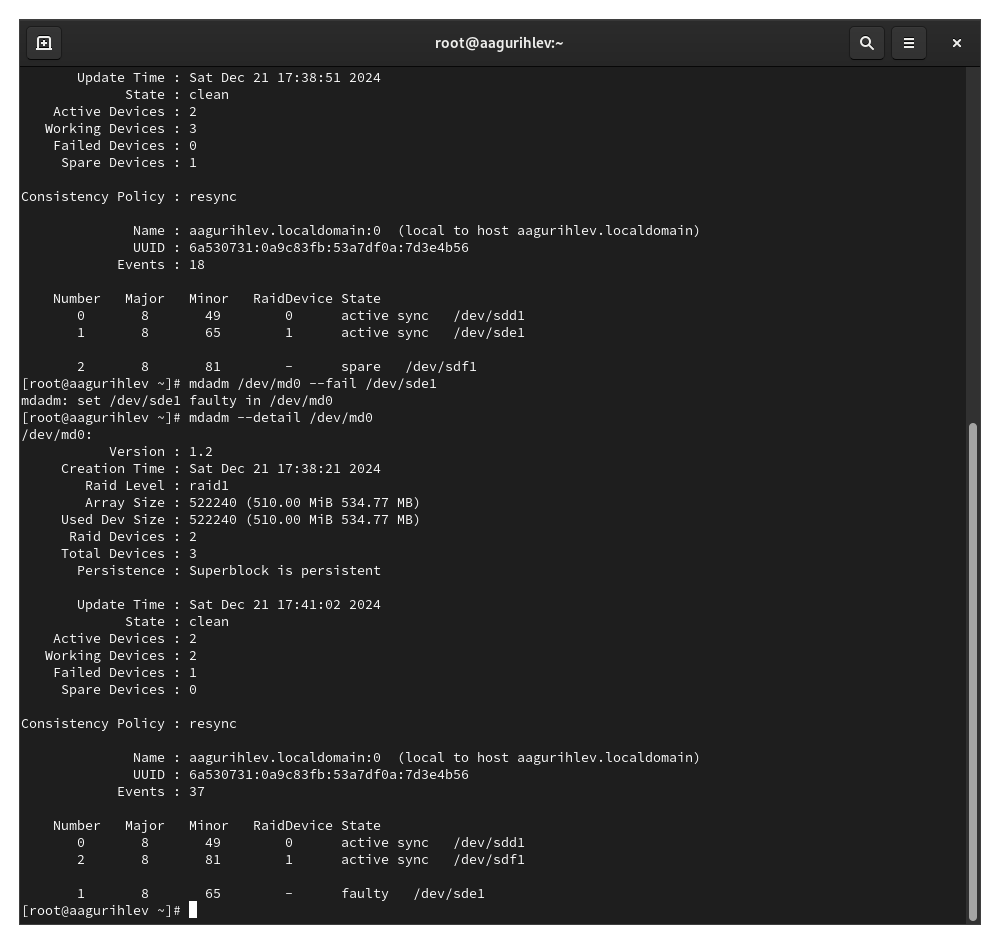 root@aagurihlev:~
Update Time : Sat Dec 21 17:38:51 2024
State : clean
Active Devices : 2
Working Devices : 3
Failed Devices : 0
Spare Devices : 1
Consistency Policy : resync
Name : aagurihlev.localdomain:0  (local to host aagurihlev.localdomain)
UUID : 6a530731:0a9c83fb:53a7df0a:7d3e4b56
Events : 18
Number   Major   Minor   RaidDevice State
0       8       49        0      active sync   /dev/sdd1
1       8       65        1      active sync   /dev/sde1
2       8       81        -      spare   /dev/sdf1
[root@aagurihlev ~]# mdadm /dev/md0 --fail /dev/sde1
mdadm: set /dev/sde1 faulty in /dev/md0
[root@aagurihlev ~]# mdadm --detail /dev/md0
/dev/md0:
Version : 1.2
Creation Time : Sat Dec 21 17:38:21 2024
Raid Level : raid1
Array Size : 522240 (510.00 MiB 534.77 MB)
Used Dev Size : 522240 (510.00 MiB 534.77 MB)
Raid Devices : 2
Total Devices : 3
Persistence : Superblock is persistent
Update Time : Sat Dec 21 17:41:02 2024
State : clean
Active Devices : 2
Working Devices : 2
Failed Devices : 1
Spare Devices : 0
Consistency Policy : resync
Name : aagurihlev.localdomain:0  (local to host aagurihlev.localdomain)
UUID : 6a530731:0a9c83fb:53a7df0a:7d3e4b56
Events : 37
Number   Major   Minor   RaidDevice State
0       8       49        0      active sync   /dev/sdd1
2       8       81        1      active sync   /dev/sdf1
1       8       65        -      faulty   /dev/sde1
[root@aagurihlev ~]#